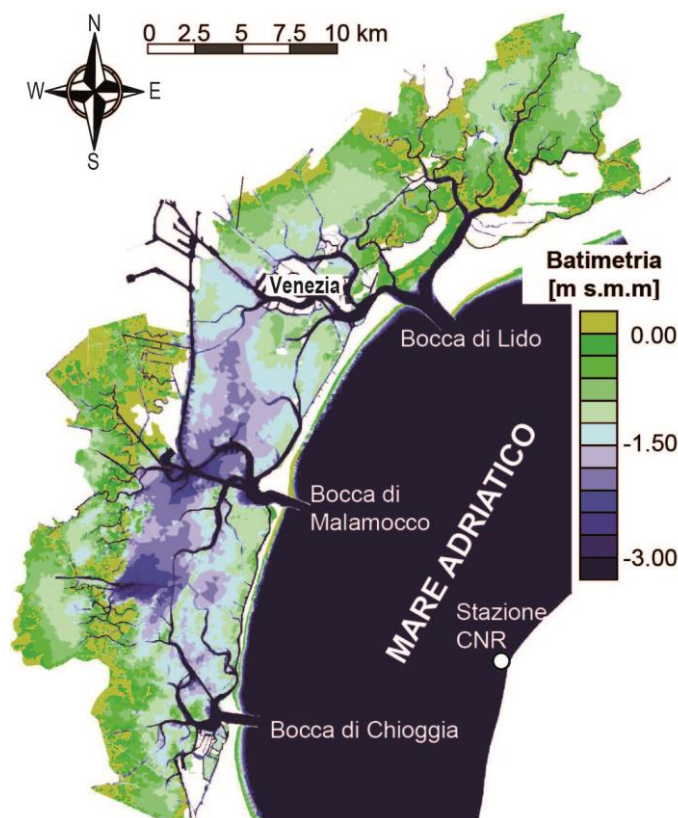 N
W E
S
0 2.5 5 7.5 10 km
Venezia
Batimetria
[m s.m.m]
0.00
-1.50
-3.00
Bocca di Lido
Bocca di
Malamocco
MARE ADRIATICO
Stazione
CNR
Bocca di Chioggia